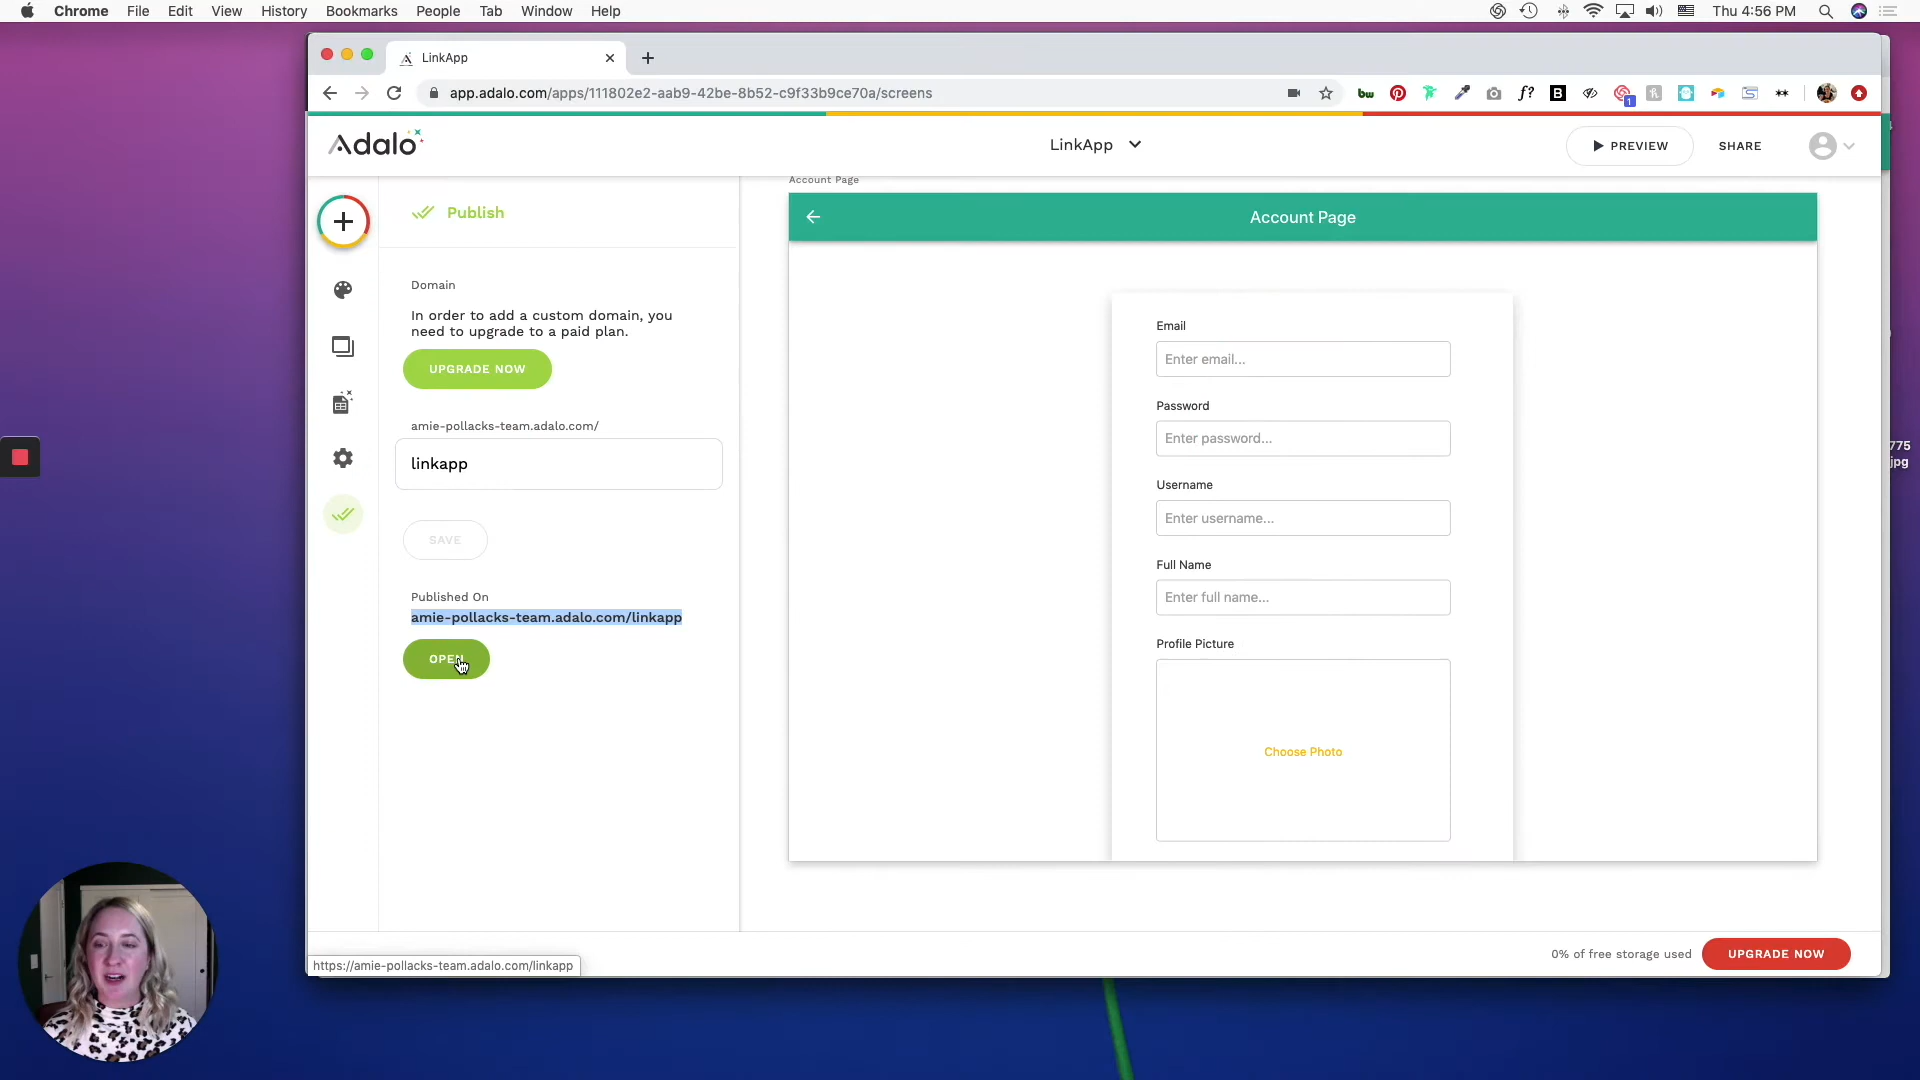 Chrome File Edit View History Bookmarks People Tab Window Help
Thu 4:56 PM
LinkApp
app.adalo.com/apps/111802e2-aab9-42be-8b52-c9f33b9ce70a/screens
bw
f?
B
1
Adalo
LinkApp
PREVIEW
SHARE
Publish
Domain
In order to add a custom domain, you
need to upgrade to a paid plan.
UPGRADE NOW
amie-pollacks-team.adalo.com/
linkapp
SAVE
Published On
amie-pollacks-team.adalo.com/linkapp
OPEN
Account Page
Account Page
Email
Enter email...
Password
Enter password...
Username
Enter username...
Full Name
Enter full name...
Profile Picture
Choose Photo
775
jpg
0% of free storage used
UPGRADE NOW
https://amie-pollacks-team.adalo.com/linkapp